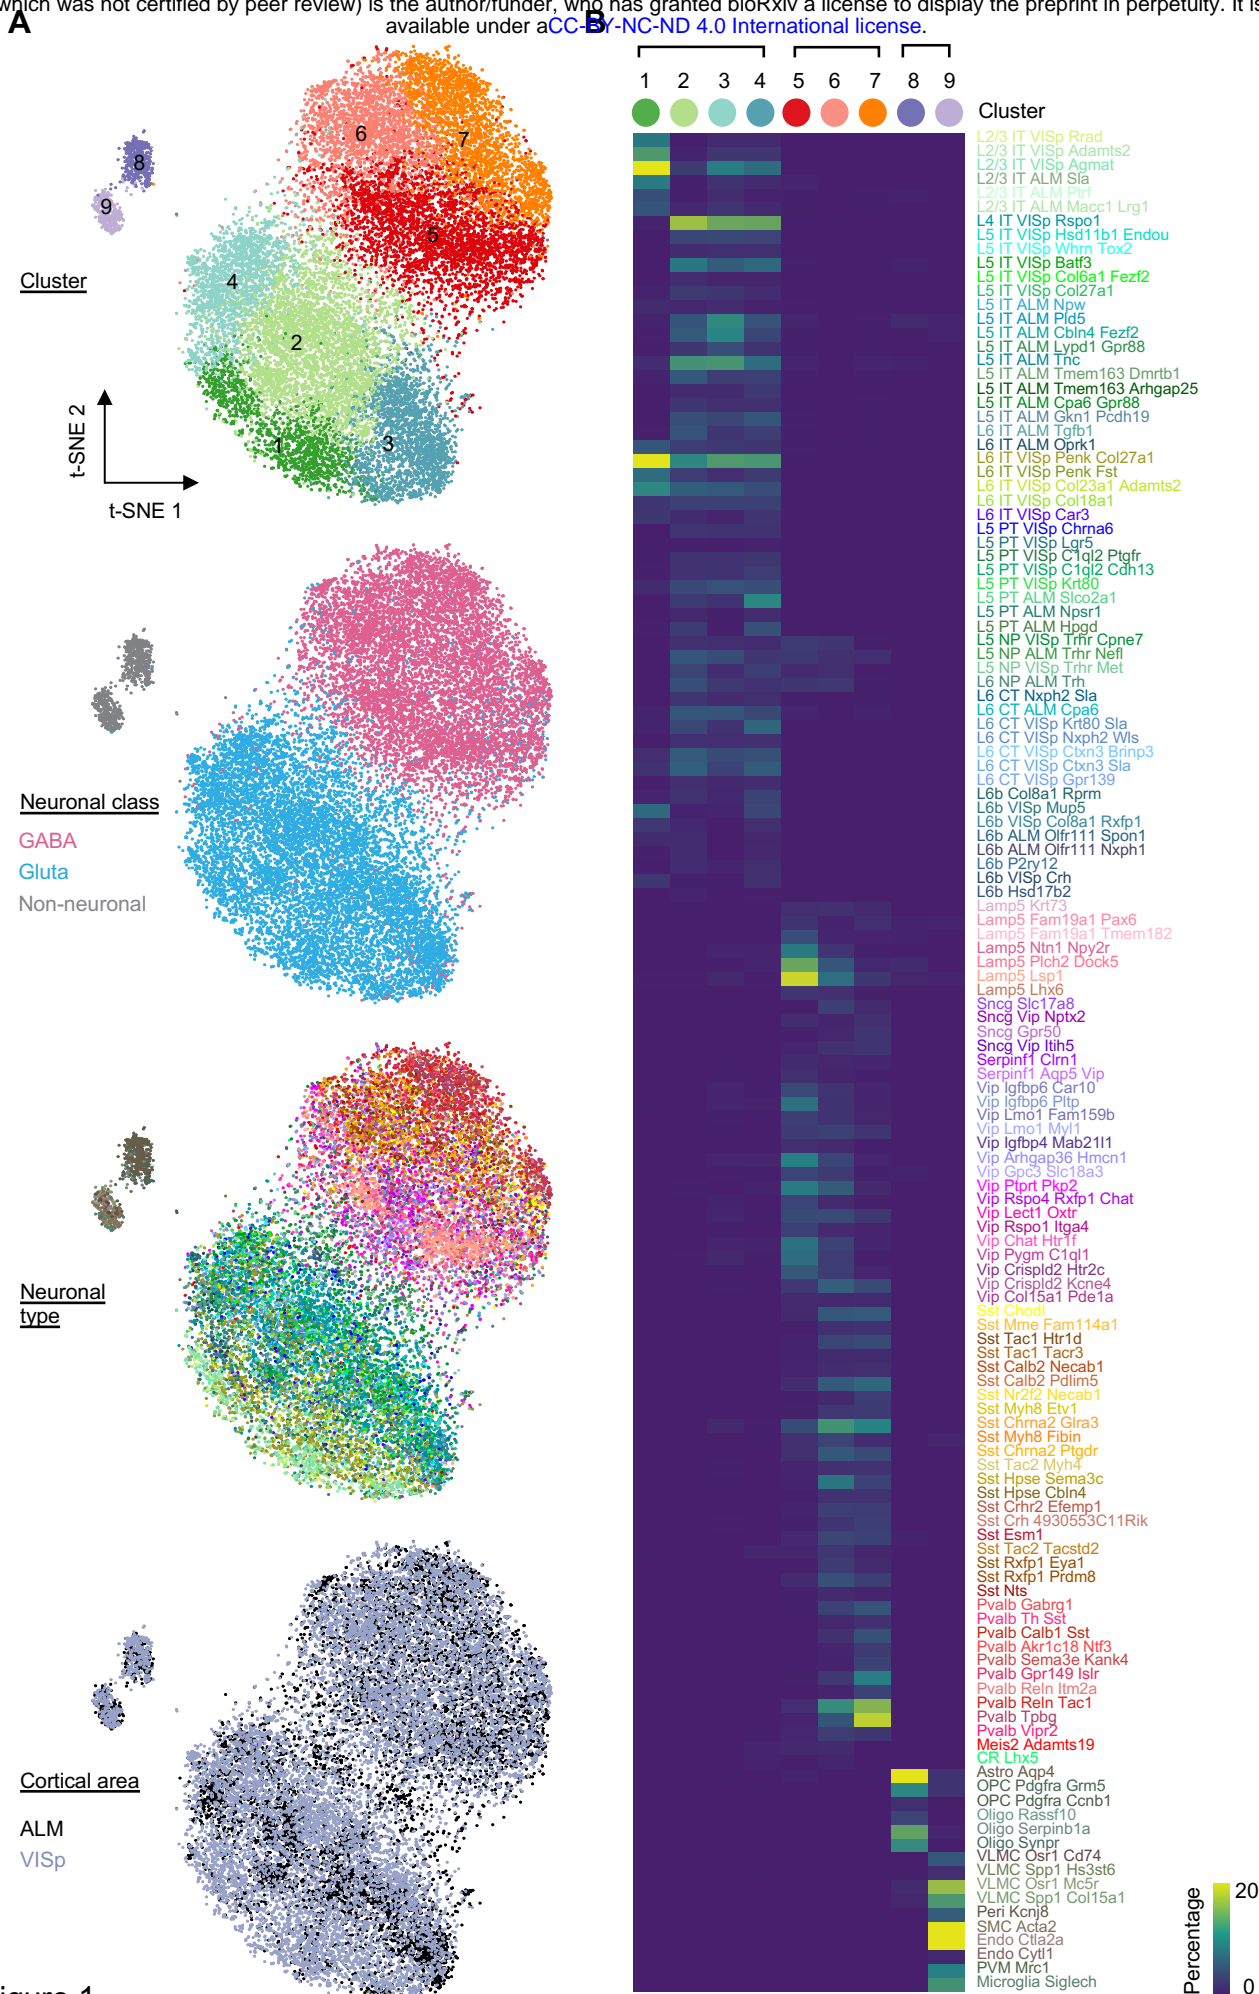 which was not certified by peer review) is the author/funder, who has granted bioRxiv a license to display the preprint in perpetuity. It is
available under aCC-BY-NC-ND 4.0 International license.
A
B
1 2 3 4 5 6 7 8 9
Cluster
6
7
8
9
5
4
2
1
3
Cluster
t-SNE 2
t-SNE 1
Neuronal class
GABA
Gluta
Non-neuronal
Neuronal
type
Cortical area
ALM
VISp
L2/3 IT VISp Rrad
L2/3 IT VISp Adamts2
L2/3 IT VISp Agmat
L2/3 IT ALM Sla
L2/3 IT ALM Ptrf
L2/3 IT ALM Macc1 Lrg1
L4 IT VISp Rspo1
L5 IT VISp Hsd11b1 Endou
L5 IT VISp Whrn Tox2
L5 IT VISp Batf3
L5 IT VISp Col6a1 Fezf2
L5 IT VISp Col27a1
L5 IT ALM Npw
L5 IT ALM Pld5
L5 IT ALM Cbln4 Fezf2
L5 IT ALM Lypd1 Gpr88
L5 IT ALM Tnc
L5 IT ALM Tmem163 Dmrtb1
L5 IT ALM Tmem163 Arhgap25
L5 IT ALM Cpa6 Gpr88
L5 IT ALM Gkn1 Pcdh19
L6 IT ALM Tgfb1
L6 IT ALM Oprk1
L6 IT VISp Penk Col27a1
L6 IT VISp Penk Fst
L6 IT VISp Col23a1 Adamts2
L6 IT VISp Col18a1
L6 IT VISp Car3
L5 PT VISp Chrna6
L5 PT VISp Lgr5
L5 PT VISp C1ql2 Ptgfr
L5 PT VISp C1ql2 Cdh13
L5 PT VISp Krt80
L5 PT ALM Slco2a1
L5 PT ALM Npsr1
L5 PT ALM Hpgd
L5 NP VISp Trhr Cpne7
L5 NP ALM Trhr Nefl
L5 NP VISp Trhr Met
L6 NP ALM Trh
L6 CT Nxph2 Sla
L6 CT ALM Cpa6
L6 CT VISp Krt80 Sla
L6 CT VISp Nxph2 Wls
L6 CT VISp Ctxn3 Brinp3
L6 CT VISp Ctxn3 Sla
L6 CT VISp Gpr139
L6b Col8a1 Rprm
L6b VISp Mup5
L6b VISp Col8a1 Rxfp1
L6b ALM Olfr111 Spon1
L6b ALM Olfr111 Nxph1
L6b P2ry12
L6b VISp Crh
L6b Hsd17b2
Lamp5 Krt73
Lamp5 Fam19a1 Pax6
Lamp5 Fam19a1 Tmem182
Lamp5 Ntn1 Npy2r
Lamp5 Plch2 Dock5
Lamp5 Lsp1
Lamp5 Lhx6
Sncg Slc17a8
Sncg Vip Nptx2
Sncg Gpr50
Sncg Vip Itih5
Serpinf1 Clrn1
Serpinf1 Aqp5 Vip
Vip Igfbp6 Car10
Vip Igfbp6 Pltp
Vip Lmo1 Fam159b
Vip Lmo1 Myl1
Vip Igfbp4 Mab21l1
Vip Arhgap36 Hmcn1
Vip Gpc3 Slc18a3
Vip Ptprt Pkp2
Vip Rspo4 Rxfp1 Chat
Vip Lect1 Oxtr
Vip Rspo1 Itga4
Vip Chat Htr1f
Vip Pygm C1ql1
Vip Crispld2 Htr2c
Vip Crispld2 Kcne4
Vip Col15a1 Pde1a
Sst Chodl
Sst Mme Fam114a1
Sst Tac1 Htr1d
Sst Tac1 Tacr3
Sst Calb2 Necab1
Sst Calb2 Pdlim5
Sst Nr2f2 Necab1
Sst Myh8 Etv1
Sst Chrna2 Glra3
Sst Myh8 Fibin
Sst Chrna2 Ptgdr
Sst Tac2 Myh4
Sst Hpse Sema3c
Sst Hpse Cbln4
Sst Crhr2 Efemp1
Sst Crh 4930553C11Rik
Sst Esm1
Sst Tac2 Tacstd2
Sst Rxfp1 Eya1
Sst Rxfp1 Prdm8
Sst Nts
Pvalb Gabrg1
Pvalb Th Sst
Pvalb Calb1 Sst
Pvalb Akr1c18 Ntf3
Pvalb Sema3e Kank4
Pvalb Gpr149 Islr
Pvalb Reln Itm2a
Pvalb Reln Tac1
Pvalb Tpbg
Pvalb Vipr2
Meis2 Adamts19
CR Lhx5
Astro Aqp4
OPC Pdgfra Grm5
OPC Pdgfra Ccnb1
Oligo Rassf10
Oligo Serpinb1a
Oligo Synpr
VLMC Osr1 Cd74
VLMC Spp1 Hs3st6
VLMC Osr1 Mc5r
VLMC Spp1 Col15a1
Peri Kcnj8
SMC Acta2
Endo Ctla2a
Endo Cytl1
PVM Mrc1
Microglia Siglech
Percentage
20
0